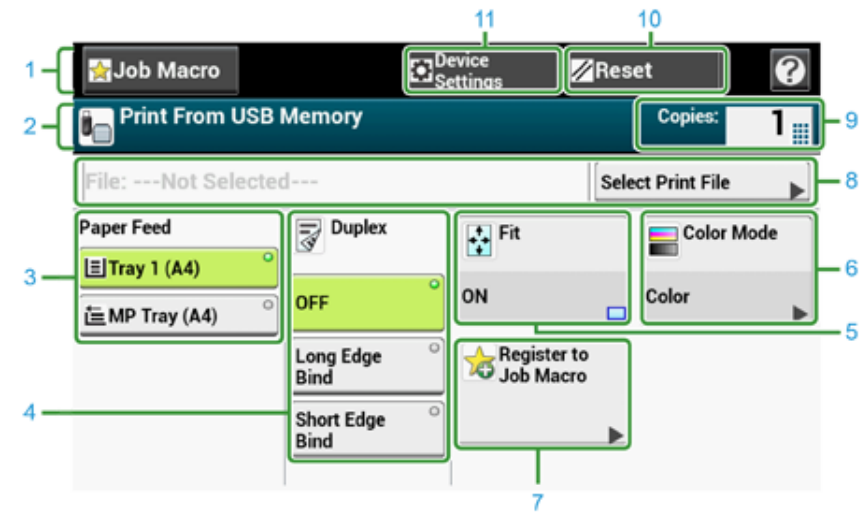 11
10
1
Job Macro
Device
Settings
Reset
?
2
Print From USB Memory
Copies:
1
9
File: ---Not Selected---
Select Print File
8
Paper Feed
Duplex
Fit
Color Mode
3
Tray 1 (A4)
MP Tray (A4)
OFF
ON
Color
6
5
Long Edge
Bind
Register to
Job Macro
4
Short Edge
Bind
7